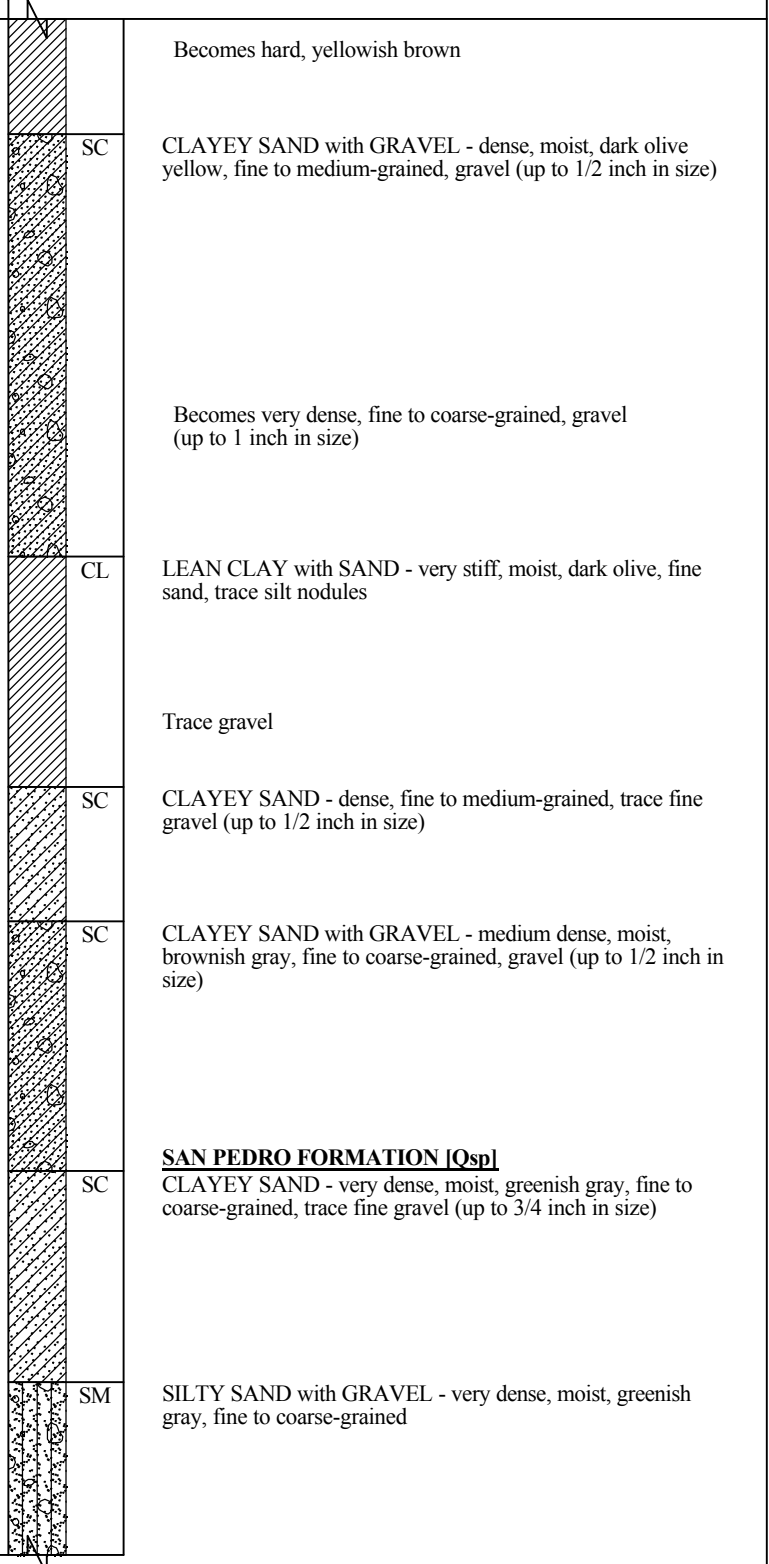 Becomes hard, yellowish brown
SC
CLAYEY SAND with GRAVEL - dense, moist, dark olive
yellow, fine to medium-grained, gravel (up to 1/2 inch in size)
Becomes very dense, fine to coarse-grained, gravel
(up to 1 inch in size)
CL
LEAN CLAY with SAND - very stiff, moist, dark olive, fine
sand, trace silt nodules
Trace gravel
SC
CLAYEY SAND - dense, fine to medium-grained, trace fine
gravel (up to 1/2 inch in size)
SC
CLAYEY SAND with GRAVEL - medium dense, moist,
brownish gray, fine to coarse-grained, gravel (up to 1/2 inch in
size)
SAN PEDRO FORMATION [Qsp]
SC
CLAYEY SAND - very dense, moist, greenish gray, fine to
coarse-grained, trace fine gravel (up to 3/4 inch in size)
SM
SILTY SAND with GRAVEL - very dense, moist, greenish
gray, fine to coarse-grained